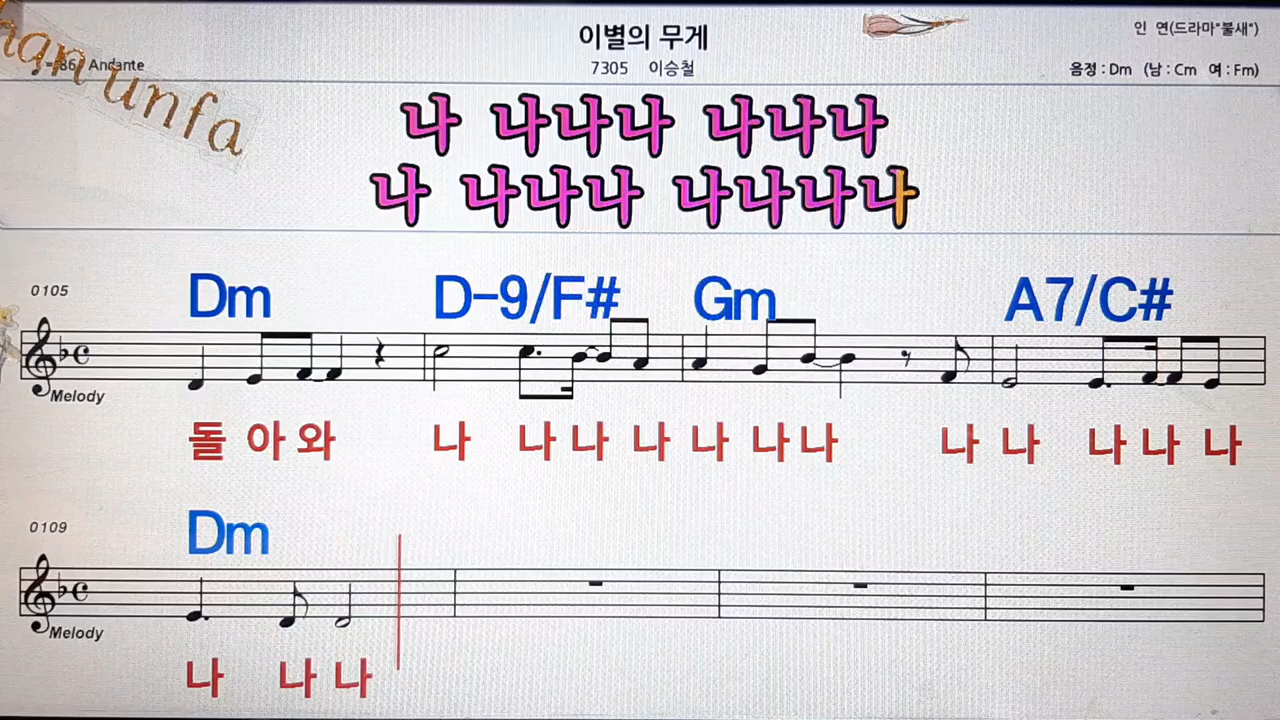 이별의 무게
인 연(드라마"불새")
han unfa
♩=86 Andante
7305 이승철
음정 : Dm (남 : Cm 여 : Fm)
나 나나나 나나나
나 나나나 나나나나
0105
Dm D-9/F# Gm A7/C#
Melody
돌 아 와 나 나 나 나 나 나 나 나 나 나 나 나
0109
Dm
Melody
나 나 나